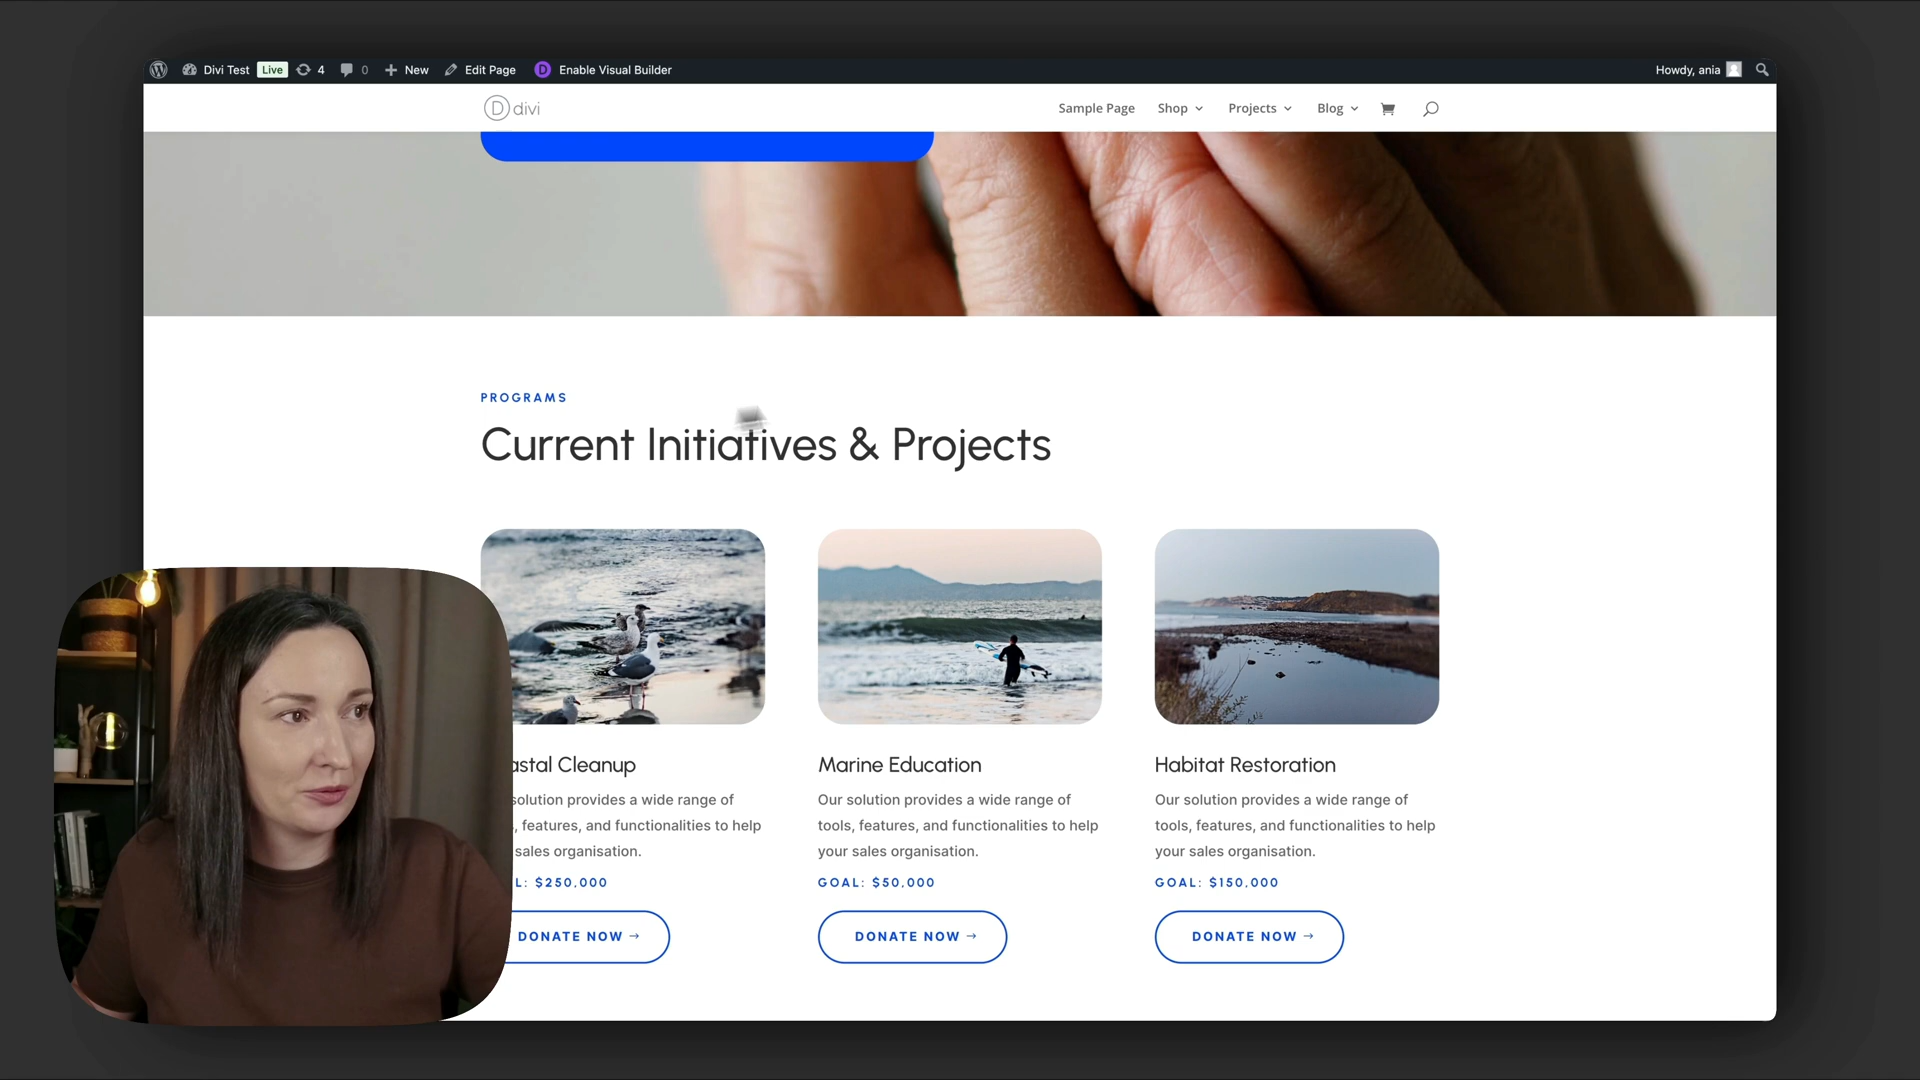 Divi Test Live 4 0 New Edit Page D Enable Visual Builder Howdy, ania
D divi Sample Page Shop Projects Blog
PROGRAMS
Current Initiatives & Projects
astal Cleanup Marine Education Habitat Restoration
solution provides a wide range of Our solution provides a wide range of Our solution provides a wide range of
, features, and functionalities to help tools, features, and functionalities to help tools, features, and functionalities to help
sales organisation. your sales organisation. your sales organisation.
L: $250,000 GOAL: $50,000 GOAL: $150,000
DONATE NOW → DONATE NOW → DONATE NOW →